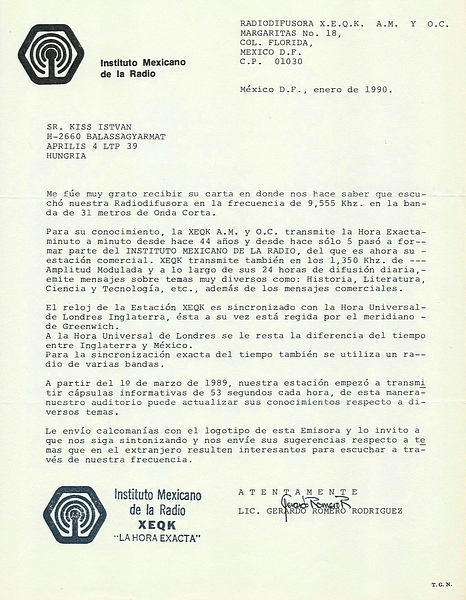 Instituto Mexicano
de la Radio
RADIODIFUSORA X.E.Q.K. A.M. Y O.C.
MARGARITAS No. 18,
COL. FLORIDA,
MEXICO D.F.
C.P. 01030
México D.F., enero de 1990.
SR. KISS ISTVAN
H-2660 BALASSAGYARMAT
APRILIS 4 LTP 39
HUNGRIA
Me fúe muy grato recibir su carta en donde nos hace saber que escu-
chó nuestra Radiodifusora en la frecuencia de 9,555 Khz. en la ban-
da de 31 metros de Onda Corta.
Para su conocimiento, la XEQK A.M. y O.C. transmite la Hora Exacta-
minuto a minuto desde hace 44 años y desde hace sólo 5 pasó a for--
mar parte del INSTITUTO MEXICANO DE LA RADIO, del que es ahora su -
estación comercial. XEQK transmite también en los 1,350 Khz. de ---
Amplitud Modulada y a lo largo de sus 24 horas de difusión diaria,-
emite mensajes sobre temas muy diversos como: Historia, Literatura,
Ciencia y Tecnología, etc., además de los mensajes comerciales.
El reloj de la Estación XEQK es sincronizado con la Hora Universal-
de Londres Inglaterra, ésta a su vez está regida por el meridiano -
de Greenwich.
A la Hora Universal de Londres se le resta la diferencia del tiempo
entre Inglaterra y México.
Para la sincronización exacta del tiempo también se utiliza un ra--
dio de varias bandas.
A partir del 1º de marzo de 1989, nuestra estación empezó a transmi
tir cápsulas informativas de 53 segundos cada hora, de esta manera-
nuestro auditorio puede actualizar sus conocimientos respecto a di-
versos temas.
Le envío calcomanías con el logotipo de esta Emisora y lo invito a
que nos siga sintonizando y nos envíe sus sugerencias respecto a te
mas que en el extranjero resulten interesantes para escuchar a tra-
vés de nuestra frecuencia.
A T E N T A M E N T E
Gerardo Romero R
LIC. GERARDO ROMERO RODRIGUEZ
Instituto Mexicano
de la Radio
XEQK
"LA HORA EXACTA"
T.G.N.